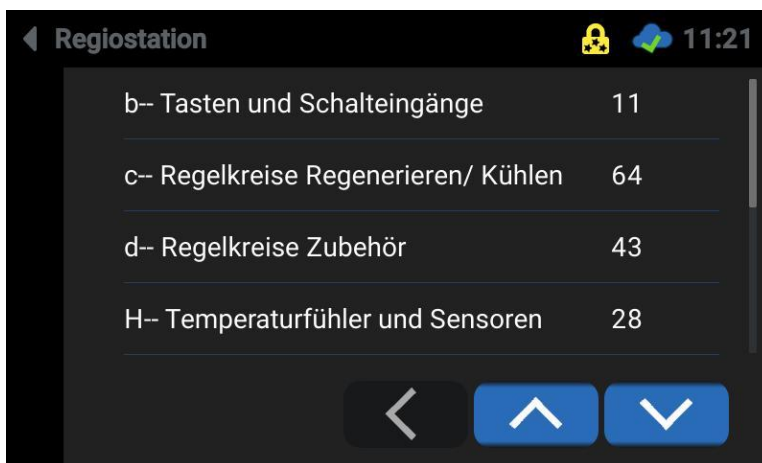 Regiostation 11:21
b-- Tasten und Schalteingänge 11
c-- Regelkreise Regenerieren/ Kühlen 64
d-- Regelkreise Zubehör 43
H-- Temperaturfühler und Sensoren 28